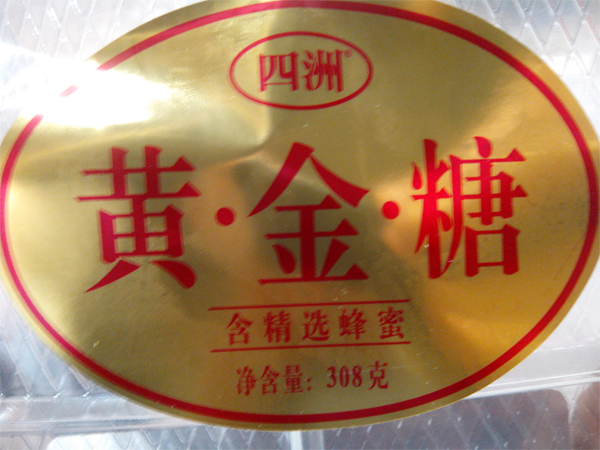 四洲®
黄·金·糖
含精选蜂蜜
净含量：308克